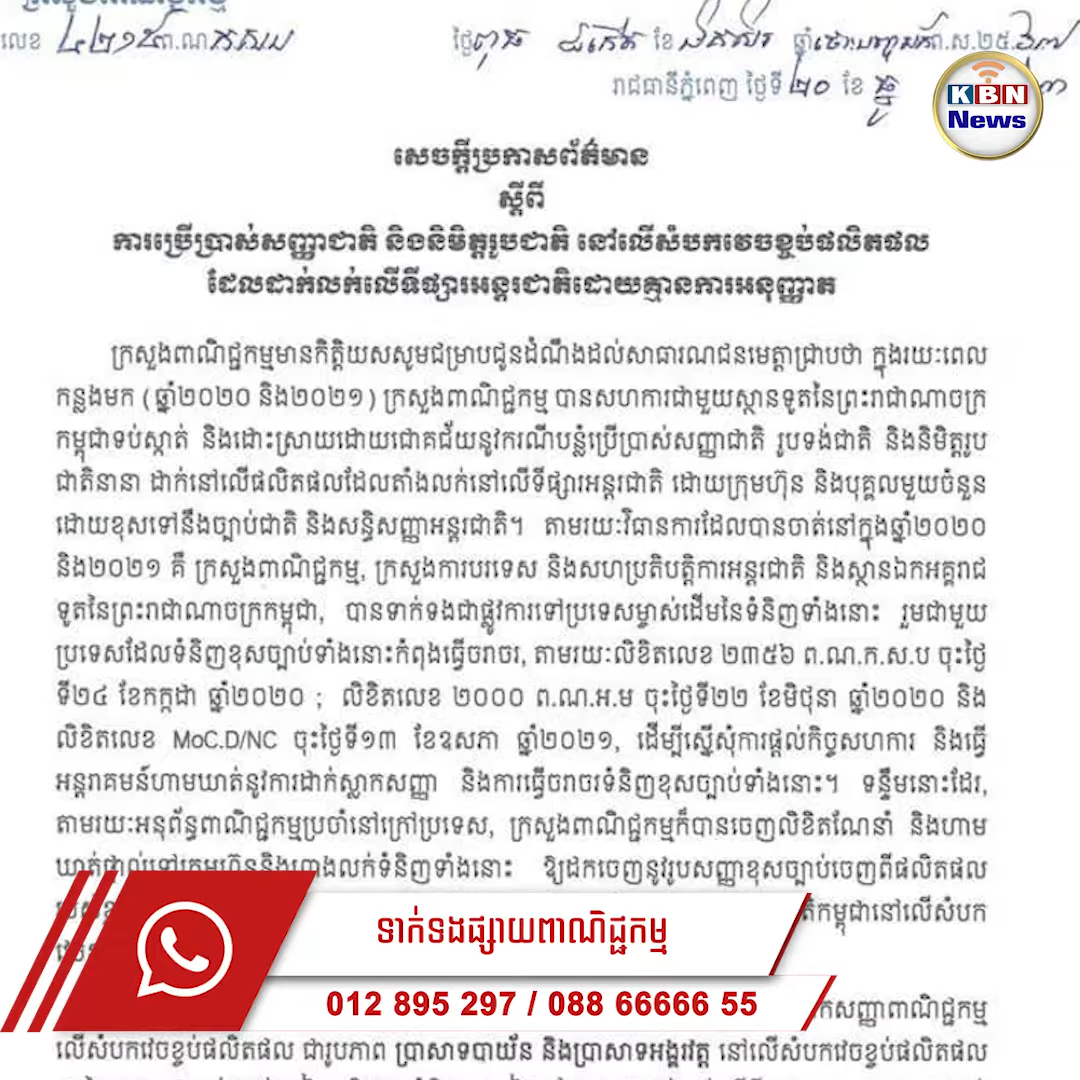 លេខ ៤២១៥ ព.ណ
ថ្ងៃពុធ ៨កើត ខែ មិគសិរ ឆ្នាំថោះ បញ្ចស័ក ព.ស.២៥៦៧
រាជធានីភ្នំពេញ ថ្ងៃទី២០ ខែ ធ្នូ
KBN
News
សេចក្តីប្រកាសព័ត៌មាន
ស្តីពី
ការប្រើប្រាស់សញ្ញាជាតិ និងនិមិត្តរូបជាតិ នៅលើសំបកវេចខ្ចប់ផលិតផល
ដែលដាក់លក់លើទីផ្សារអន្តរជាតិដោយគ្មានការអនុញ្ញាត
ក្រសួងពាណិជ្ជកម្មមានកិត្តិយសសូមជម្រាបជូនដំណឹងដល់សាធារណជនមេត្តាជ្រាបថា ក្នុងរយៈពេល
កន្លងមក (ឆ្នាំ២០២០ និង២០២១) ក្រសួងពាណិជ្ជកម្ម បានសហការជាមួយស្ថានទូតនៃព្រះរាជាណាចក្រ
កម្ពុជាទប់ស្កាត់ និងដោះស្រាយដោយជោគជ័យនូវករណីបន្លំប្រើប្រាស់សញ្ញាជាតិ រូបទង់ជាតិ និងនិមិត្តរូប
ជាតិនានា ដាក់នៅលើផលិតផលដែលតាំងលក់នៅលើទីផ្សារអន្តរជាតិ ដោយក្រុមហ៊ុន និងបុគ្គលមួយចំនួន
ដោយខុសទៅនឹងច្បាប់ជាតិ និងសន្ធិសញ្ញាអន្តរជាតិ។ តាមរយៈវិធានការដែលបានចាត់នៅក្នុងឆ្នាំ២០២០
និង២០២១ គឺ ក្រសួងពាណិជ្ជកម្ម, ក្រសួងការបរទេស និងសហប្រតិបត្តិការអន្តរជាតិ និងស្ថានឯកអគ្គរាជ
ទូតនៃព្រះរាជាណាចក្រកម្ពុជា, បានទាក់ទងជាផ្លូវការទៅប្រទេសម្ចាស់ដើមនៃទំនិញទាំងនោះ រួមជាមួយ
ប្រទេសដែលទំនិញខុសច្បាប់ទាំងនោះកំពុងធ្វើចរាចរ, តាមរយៈលិខិតលេខ ២៣៥៦ ព.ណ.ក.ស.ប ចុះថ្ងៃ
ទី២៤ ខែកក្កដា ឆ្នាំ២០២០ ; លិខិតលេខ ២០០០ ព.ណ.អ.ម ចុះថ្ងៃទី២២ ខែមិថុនា ឆ្នាំ២០២០ និង
លិខិតលេខ MoC.D/NC ចុះថ្ងៃទី១៣ ខែឧសភា ឆ្នាំ២០២១, ដើម្បីស្នើសុំការផ្តល់កិច្ចសហការ និងធ្វើ
អន្តរាគមន៍ហាមឃាត់នូវការដាក់ស្លាកសញ្ញា និងការធ្វើចរាចរទំនិញខុសច្បាប់ទាំងនោះ។ ទន្ទឹមនោះដែរ,
តាមរយៈអនុព័ន្ធពាណិជ្ជកម្មប្រចាំនៅក្រៅប្រទេស, ក្រសួងពាណិជ្ជកម្មក៏បានចេញលិខិតណែនាំ និងហាម
ឃាត់ផ្ទាល់ទៅក្រុមហ៊ុននិងហាងលក់ទំនិញទាំងនោះ ឱ្យដកចេញនូវរូបសញ្ញាខុសច្បាប់ចេញពីផលិតផល
តិកម្ពុជានៅលើសំបក
ទាក់ទងផ្សាយពាណិជ្ជកម្ម
012 895 297 / 088 66666 55
កសញ្ញាពាណិជ្ជកម្ម
លើសំបកវេចខ្ចប់ផលិតផល ជារូបភាព ប្រាសាទបាយ័ន និងប្រាសាទអង្គរវត្ត នៅលើសំបកវេចខ្ចប់ផលិតផល